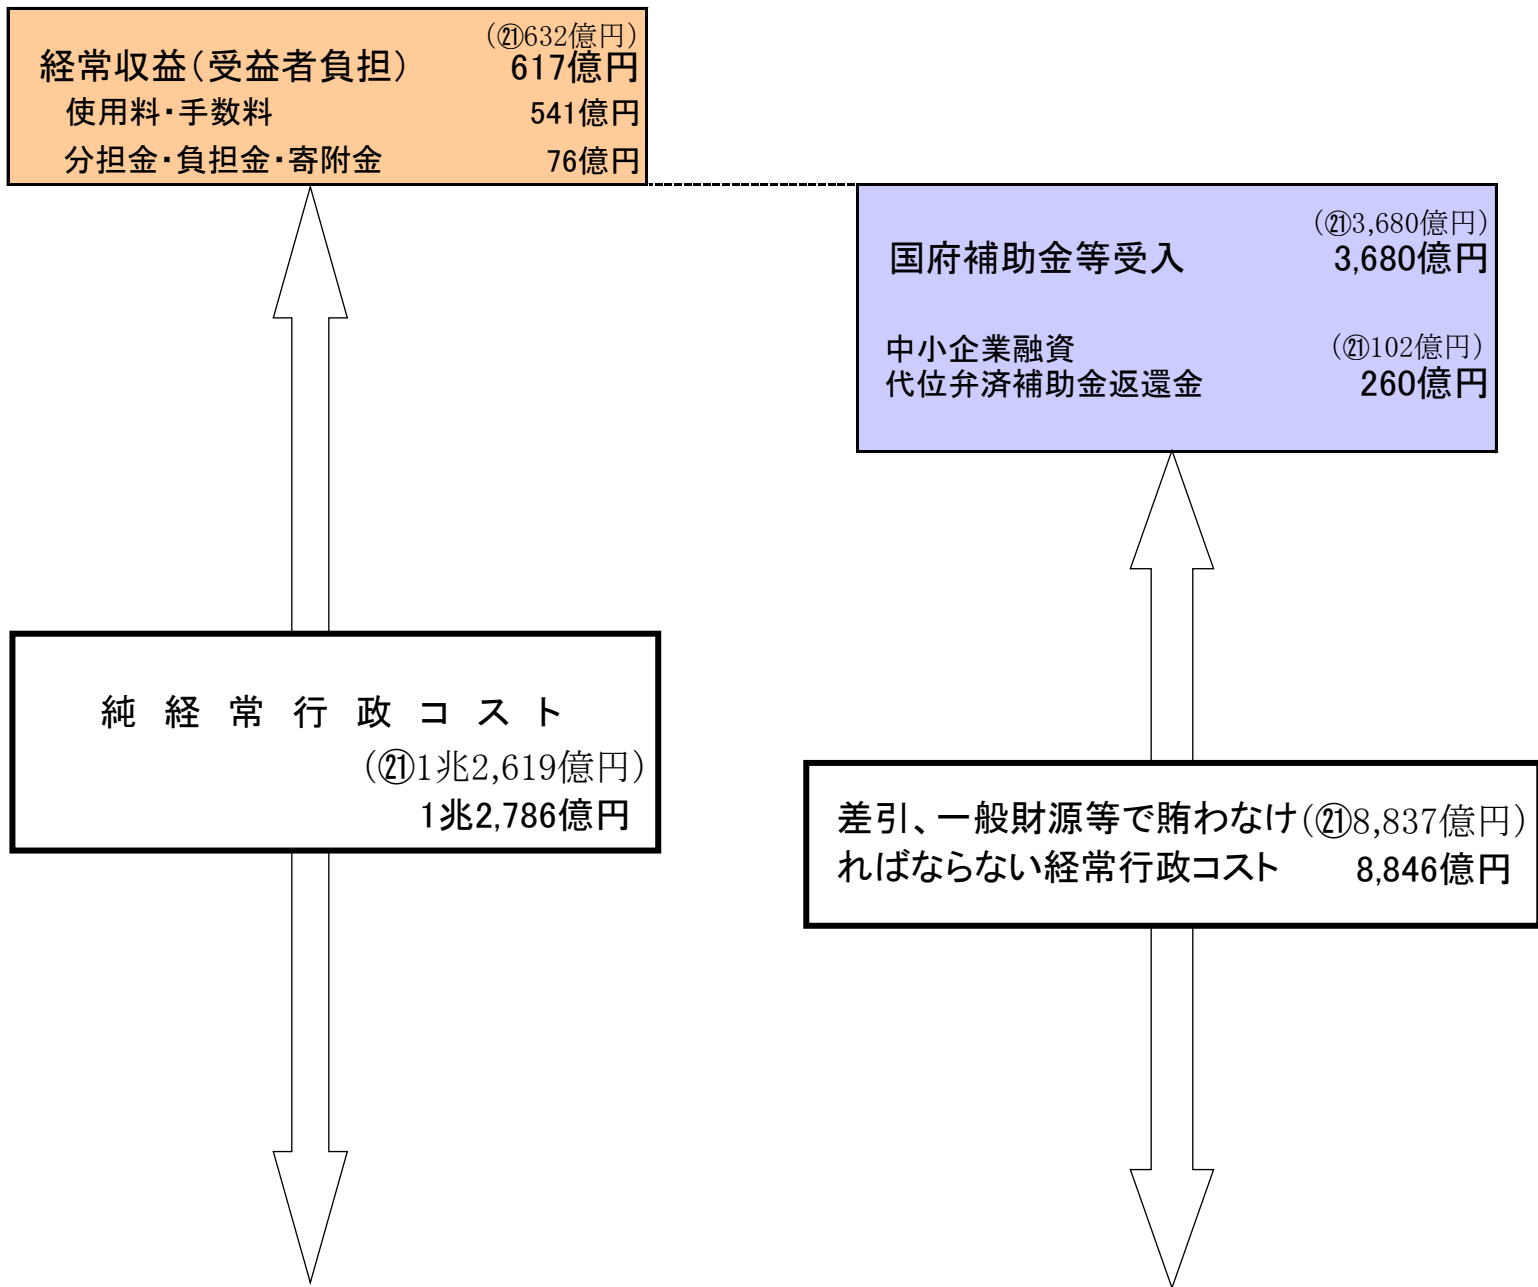 (㉑632億円)
経常収益(受益者負担) 617億円
使用料・手数料 541億円
分担金・負担金・寄附金 76億円
(㉑3,680億円)
国府補助金等受入 3,680億円
中小企業融資 (㉑102億円)
代位弁済補助金返還金 260億円
純経常行政コスト
(㉑1兆2,619億円)
1兆2,786億円
差引、一般財源等で賄わなけ (㉑8,837億円)
ればならない経常行政コスト 8,846億円